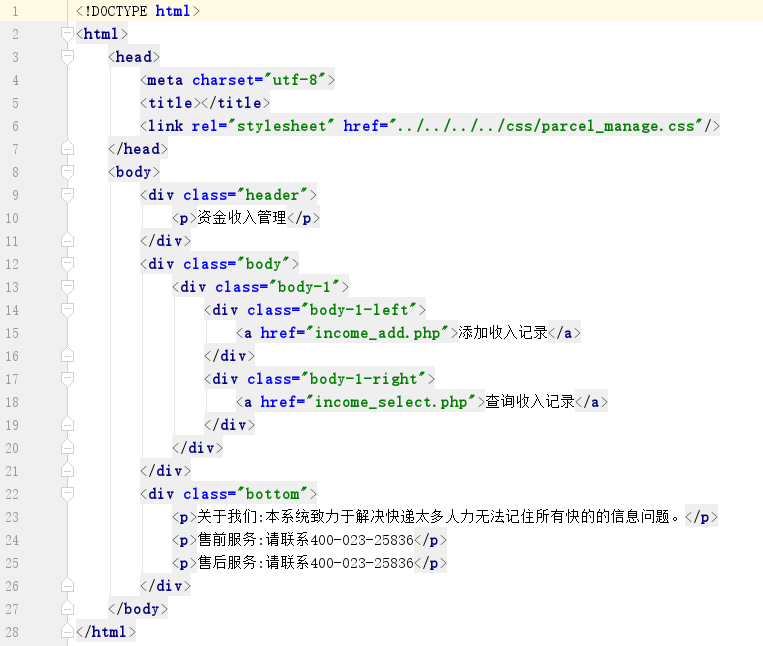 1 <!DOCTYPE html>
2 <html>
3 <head>
4 <meta charset="utf-8">
5 <title></title>
6 <link rel="stylesheet" href="../../../../css/parcel_manage.css"/>
7 </head>
8 <body>
9 <div class="header">
10 <p>资金收入管理</p>
11 </div>
12 <div class="body">
13 <div class="body-1">
14 <div class="body-1-left">
15 <a href="income_add.php">添加收入记录</a>
16 </div>
17 <div class="body-1-right">
18 <a href="income_select.php">查询收入记录</a>
19 </div>
20 </div>
21 </div>
22 <div class="bottom">
23 <p>关于我们:本系统致力于解决快递太多人力无法记住所有快的的信息问题。</p>
24 <p>售前服务:请联系400-023-25836</p>
25 <p>售后服务:请联系400-023-25836</p>
26 </div>
27 </body>
28 </html>